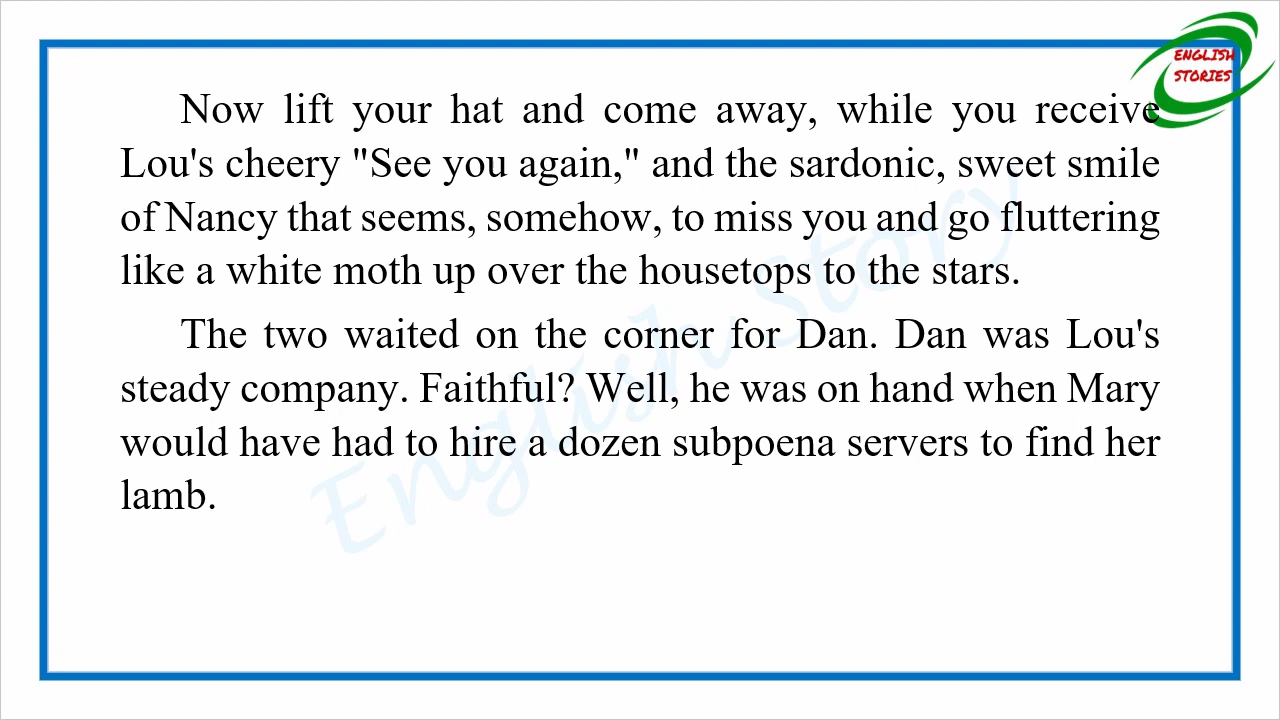 ENGLISH
STORIES
Now lift your hat and come away, while you receive
Lou's cheery "See you again," and the sardonic, sweet smile
of Nancy that seems, somehow, to miss you and go fluttering
like a white moth up over the housetops to the stars.
The two waited on the corner for Dan. Dan was Lou's
steady company. Faithful? Well, he was on hand when Mary
would have had to hire a dozen subpoena servers to find her
lamb.
English Story